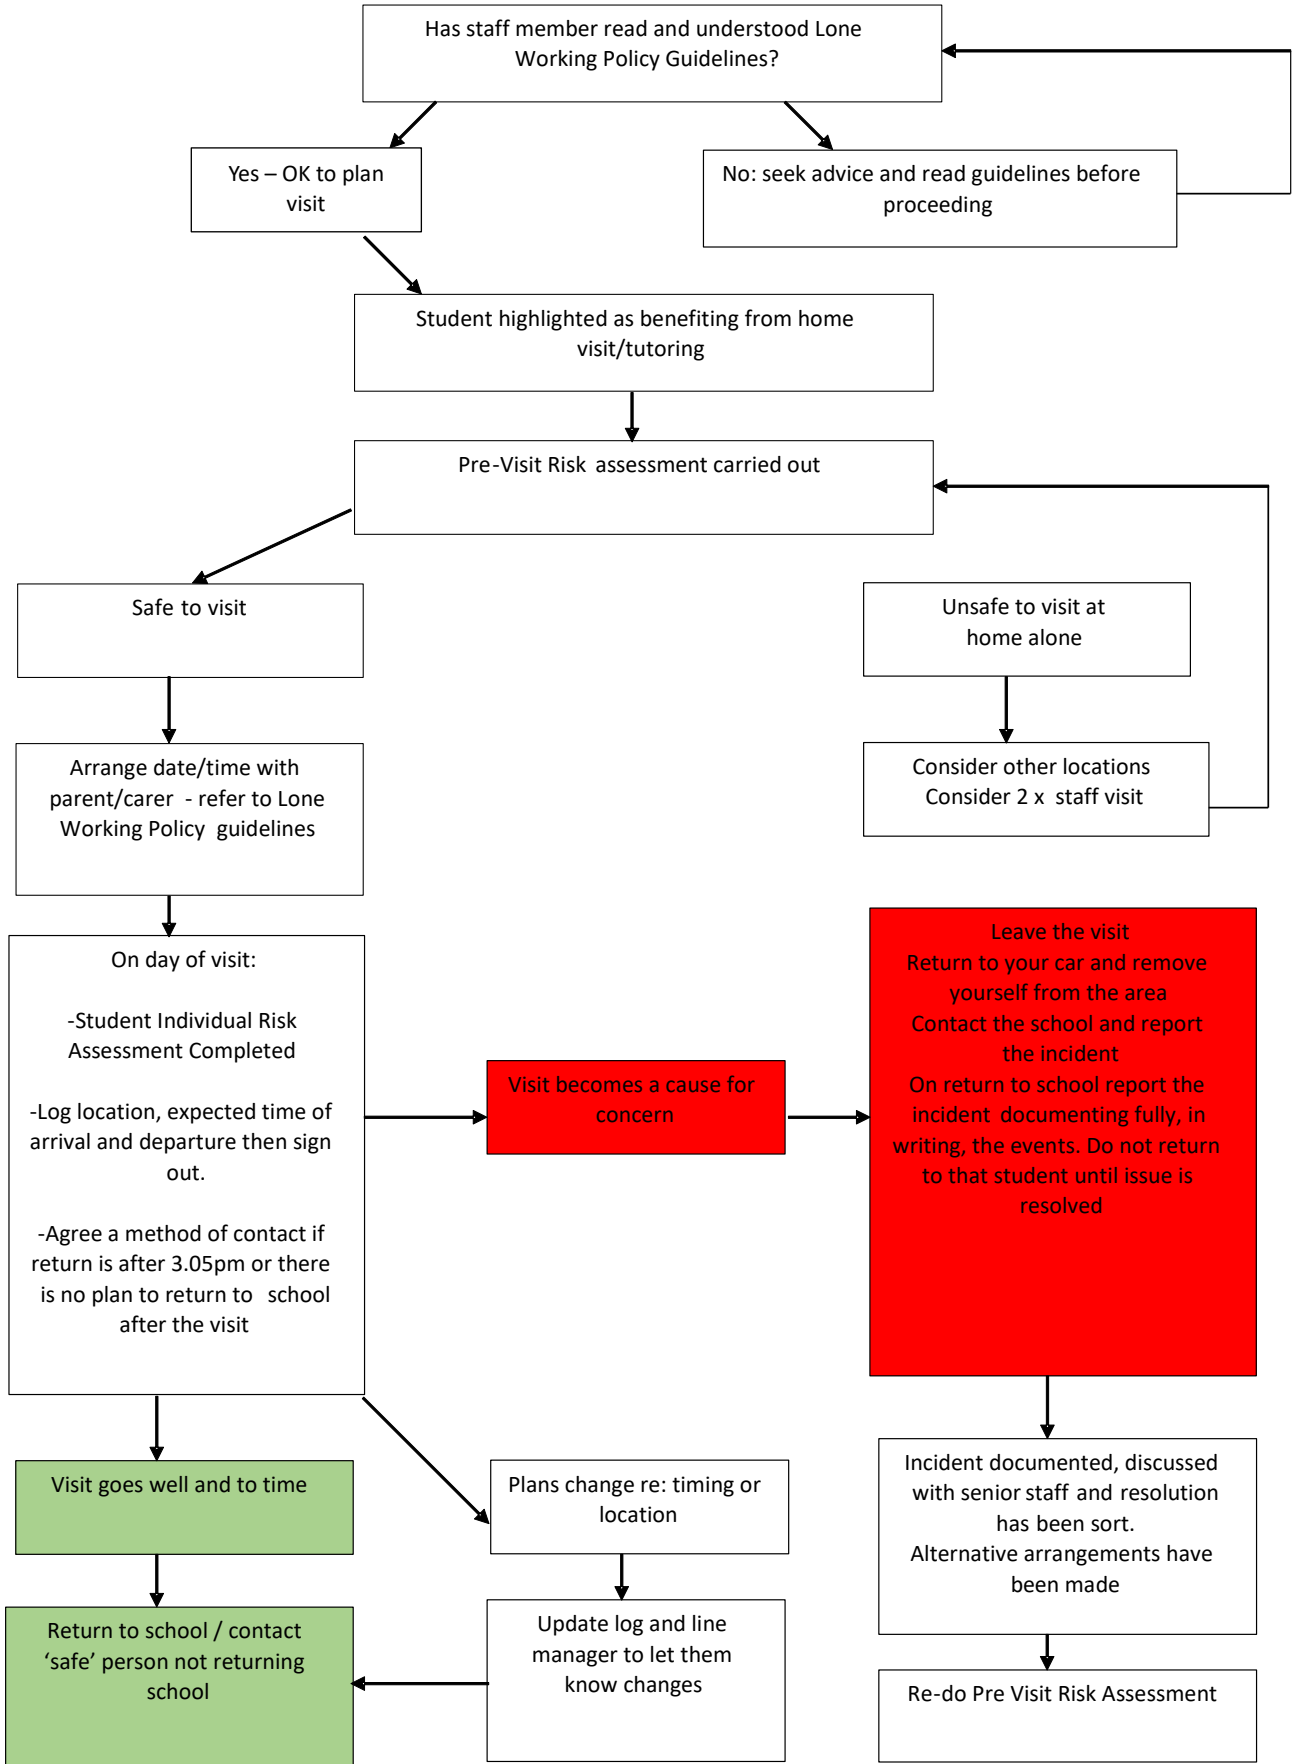 Has staff member read and understood Lone
Working Policy Guidelines?
Yes – OK to plan
visit
No: seek advice and read guidelines before
proceeding
Student highlighted as benefiting from home
visit/tutoring
Pre-Visit Risk assessment carried out
Safe to visit
Unsafe to visit at
home alone
Arrange date/time with
parent/carer - refer to Lone
Working Policy guidelines
Consider other locations
Consider 2 x staff visit
On day of visit:
-Student Individual Risk
Assessment Completed
-Log location, expected time of
arrival and departure then sign
out.
-Agree a method of contact if
return is after 3.05pm or there
is no plan to return to school
after the visit
Visit becomes a cause for
concern
Leave the visit
Return to your car and remove
yourself from the area
Contact the school and report
the incident
On return to school report the
incident documenting fully, in
writing, the events. Do not return
to that student until issue is
resolved
Visit goes well and to time
Plans change re: timing or
location
Incident documented, discussed
with senior staff and resolution
has been sort.
Alternative arrangements have
been made
Return to school / contact
‘safe’ person not returning
school
Update log and line
manager to let them
know changes
Re-do Pre Visit Risk Assessment